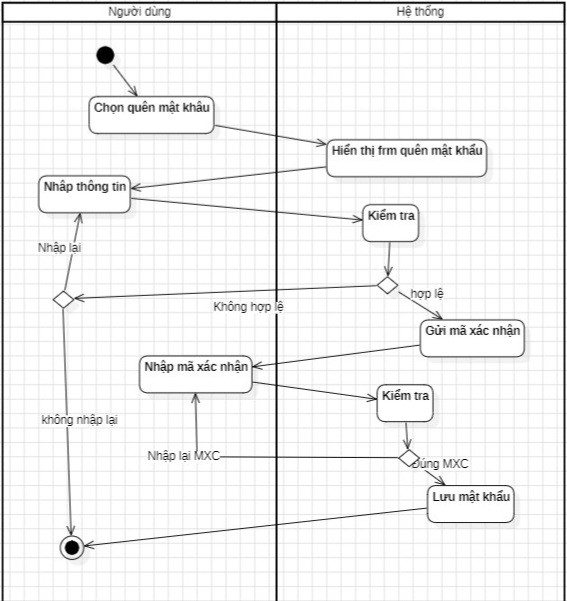 Người dùng
Hệ thống
Chọn quên mật khâu
Hiển thị frm quên mật khẩu
Nhâp thông tin
Kiểm tra
Nhập lại
hợp lệ
Không hợp lệ
Gửi mã xác nhận
Nhập mã xác nhận
Kiểm tra
không nhập lại
Nhập lại MXC
Đúng MXC
Lưu mật khẩu